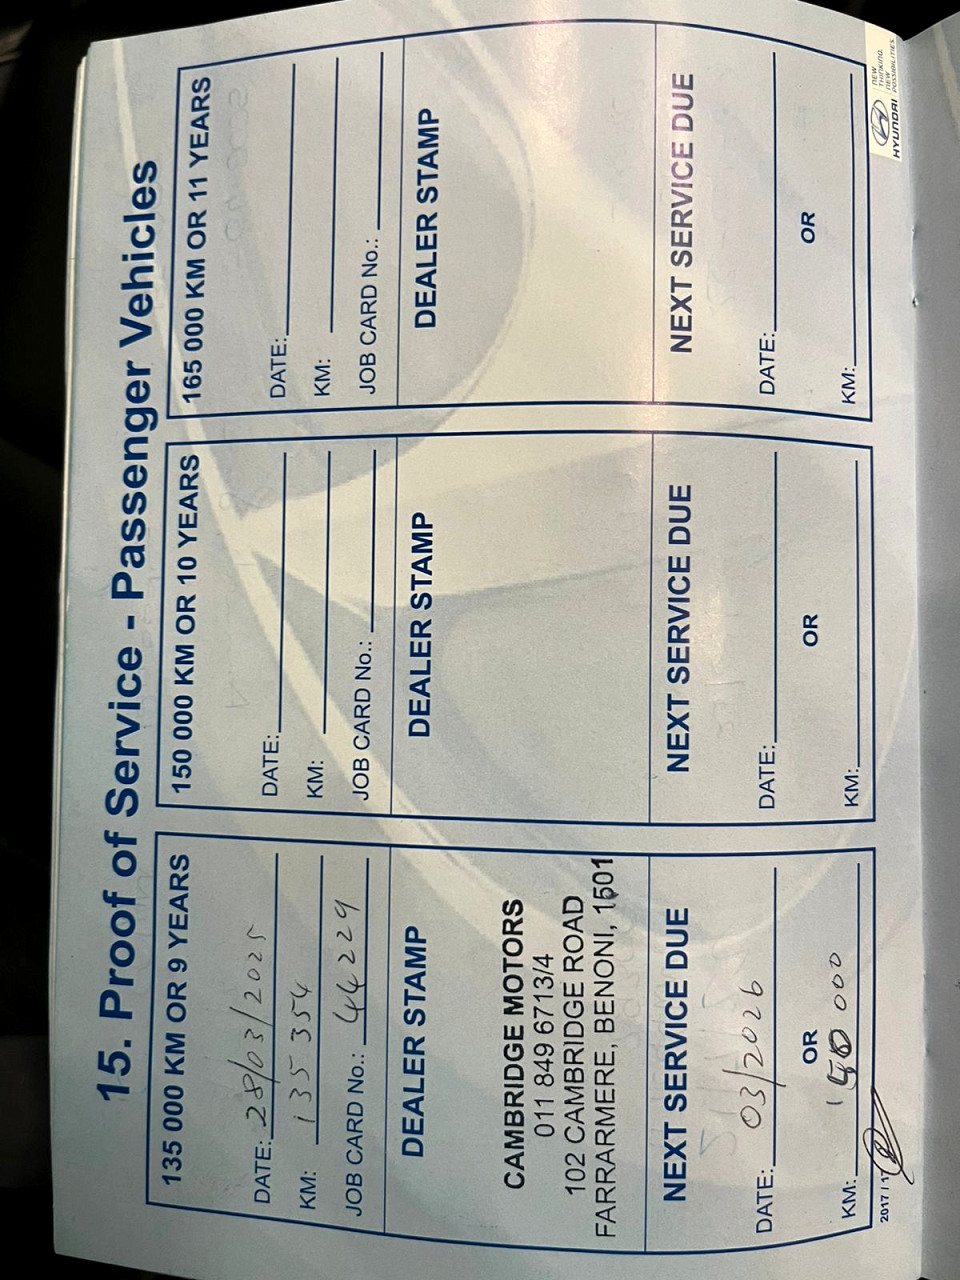 15. Proof of Service - Passenger Vehicles
135 000 KM OR 9 YEARS
DATE: 28/03/2025
KM: 135 354
JOB CARD No.: 44229
DEALER STAMP
CAMBRIDGE MOTORS
011 849 6713/4
102 CAMBRIDGE ROAD
FARRARMERE, BENONI, 1501
NEXT SERVICE DUE
DATE: 03/2026
OR
KM: 150 000
150 000 KM OR 10 YEARS
DATE:
KM:
JOB CARD No.:
DEALER STAMP
NEXT SERVICE DUE
DATE:
OR
KM:
165 000 KM OR 11 YEARS
DATE:
KM:
JOB CARD No.:
DEALER STAMP
NEXT SERVICE DUE
DATE:
OR
KM:
2017 / 1
HYUNDAI
NEW
THINKING.
NEW
POSSIBILITIES.